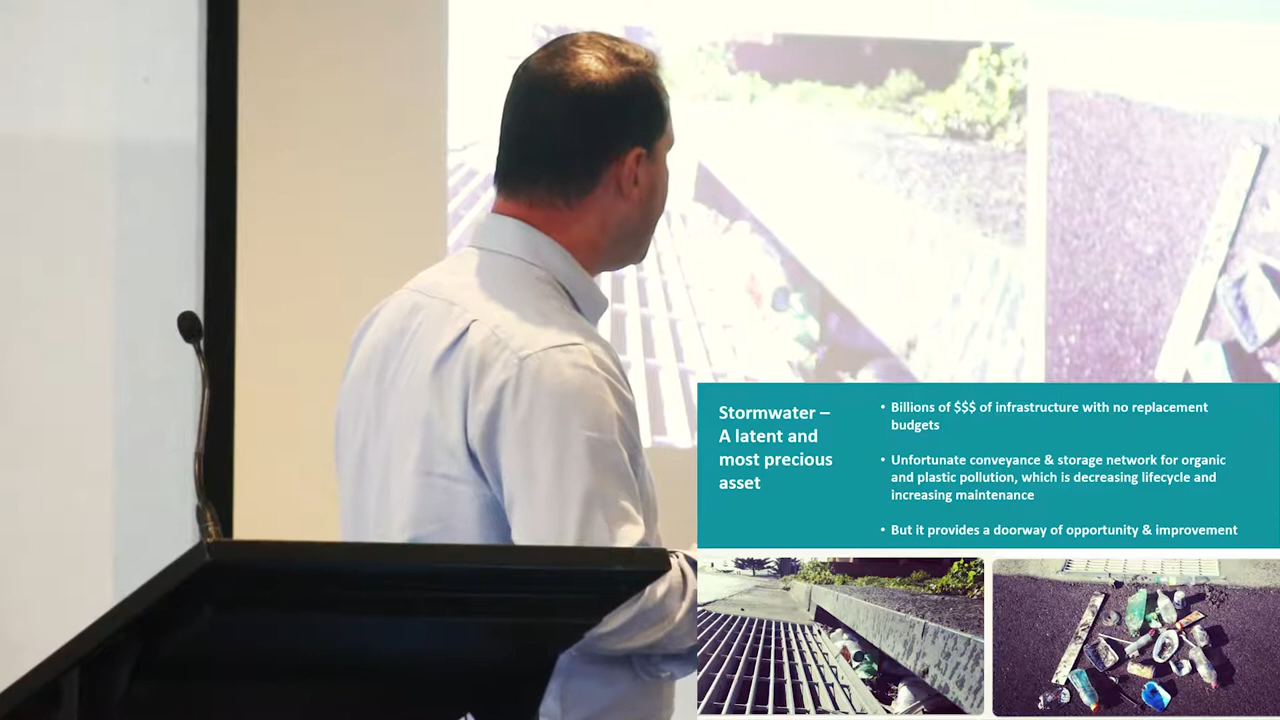 Stormwater –
A latent and
most precious
asset
• Billions of $$$ of infrastructure with no replacement
budgets
• Unfortunate conveyance & storage network for organic
and plastic pollution, which is decreasing lifecycle and
increasing maintenance
• But it provides a doorway of opportunity & improvement